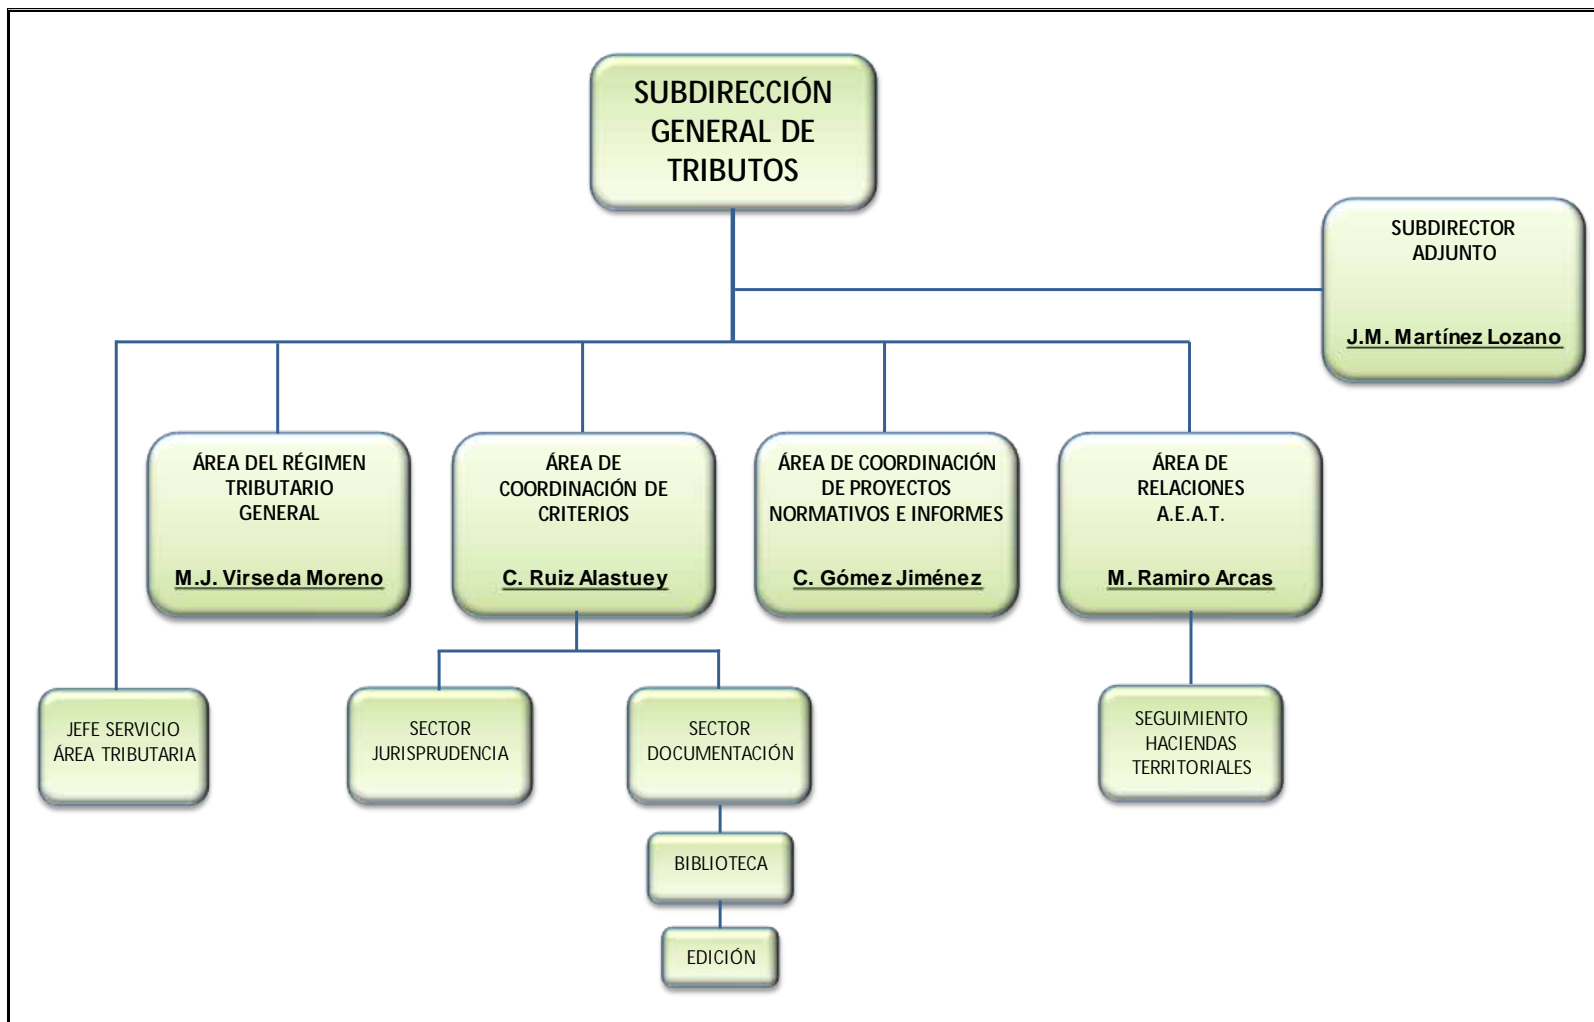 SUBDIRECCIÓN
GENERAL DE
TRIBUTOS
SUBDIRECTOR
ADJUNTO
J.M. Martínez Lozano
ÁREA DEL RÉGIMEN
TRIBUTARIO
GENERAL
M.J. Virseda Moreno
ÁREA DE
COORDINACIÓN DE
CRITERIOS
C. Ruiz Alastuey
ÁREA DE COORDINACIÓN
DE PROYECTOS
NORMATIVOS E INFORMES
C. Gómez Jiménez
ÁREA DE
RELACIONES
A.E.A.T.
M. Ramiro Arcas
JEFE SERVICIO
ÁREA TRIBUTARIA
SECTOR
JURISPRUDENCIA
SECTOR
DOCUMENTACIÓN
SEGUIMIENTO
HACIENDAS
TERRITORIALES
BIBLIOTECA
EDICIÓN